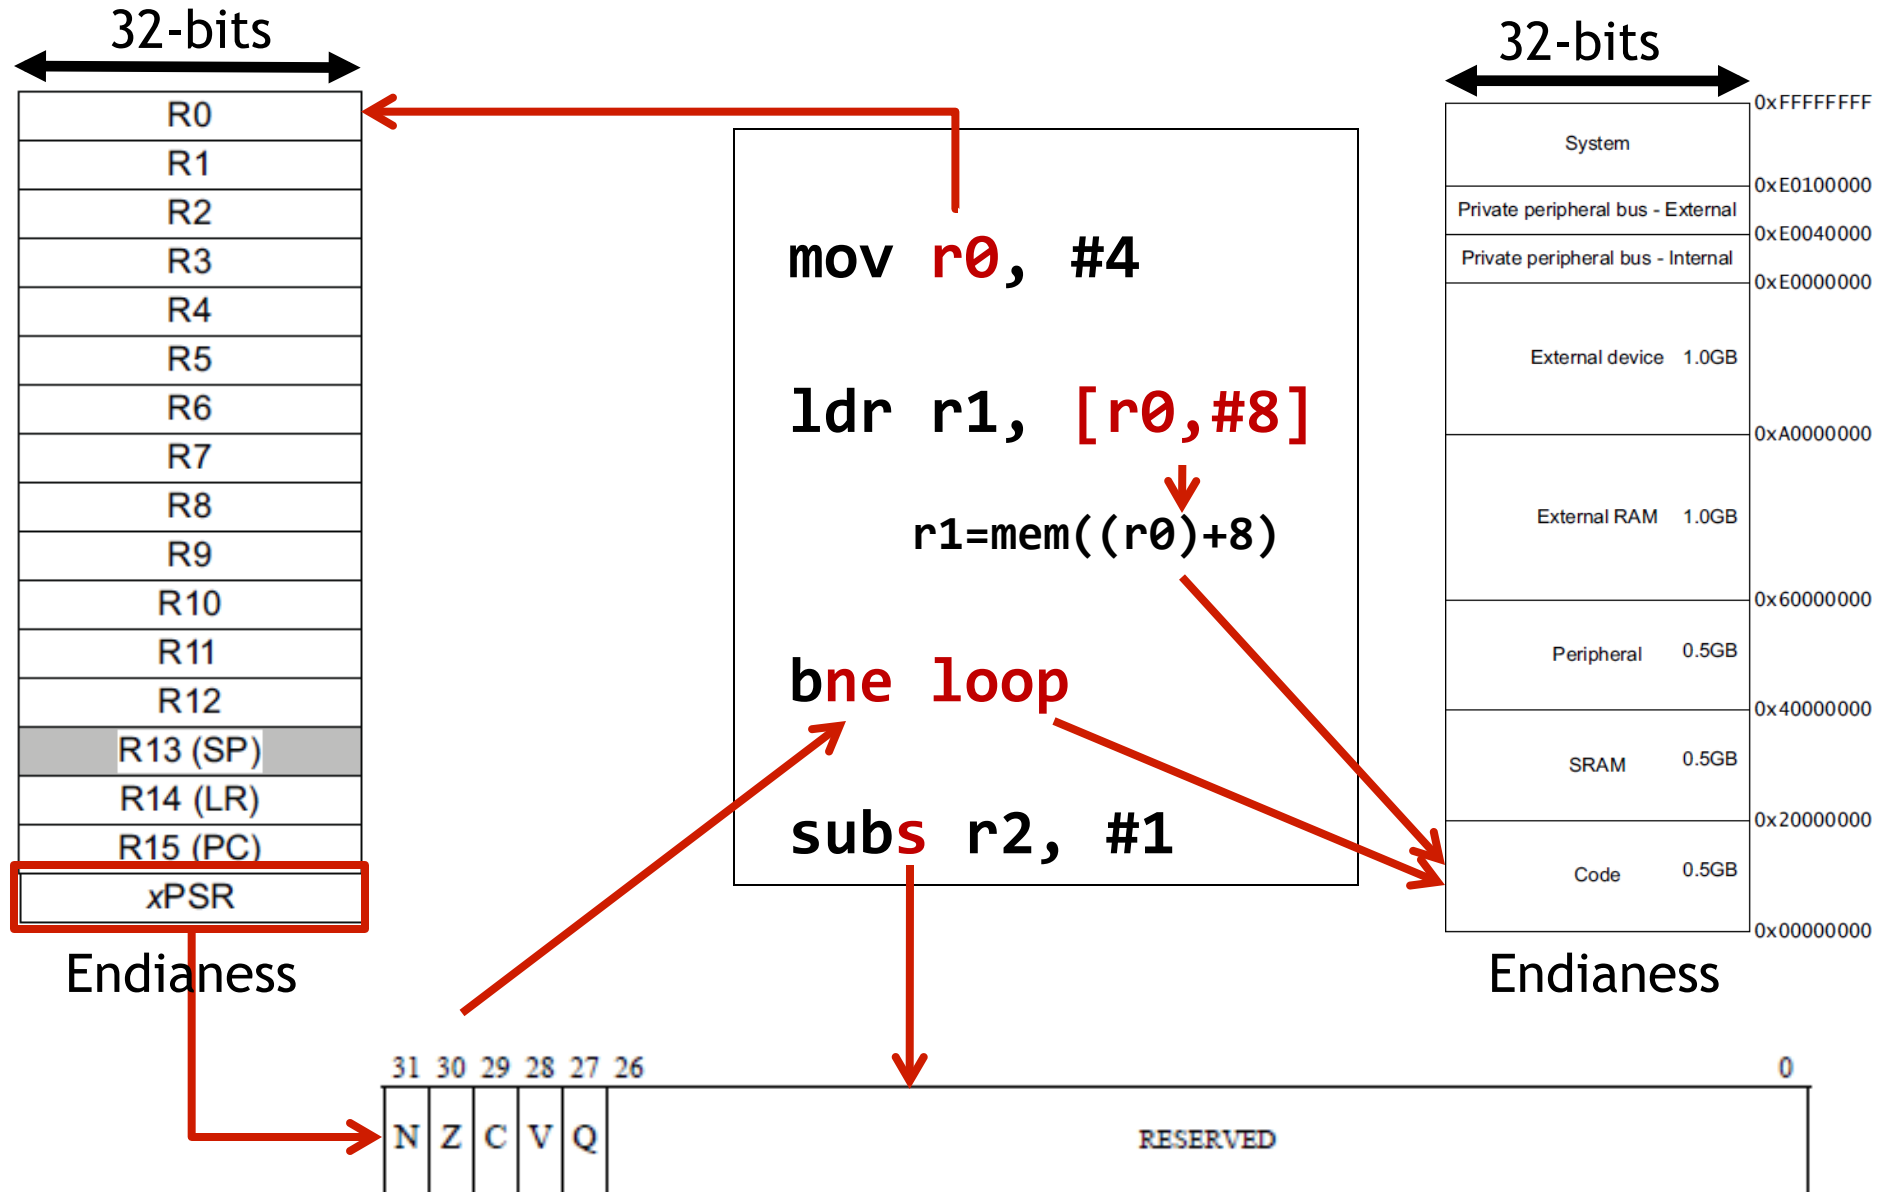 32-bits
R0
R1
R2
R3
R4
R5
R6
R7
R8
R9
R10
R11
R12
R13 (SP)
R14 (LR)
R15 (PC)
xPSR
Endianess
mov r0, #4
ldr r1, [r0,#8]
r1=mem((r0)+8)
bne loop
subs r2, #1
32-bits
0xFFFFFFFF
System
0xE0100000
Private peripheral bus - External
0xE0040000
Private peripheral bus - Internal
0xE0000000
External device 1.0GB
0xA0000000
External RAM 1.0GB
0x60000000
Peripheral 0.5GB
0x40000000
SRAM 0.5GB
0x20000000
Code 0.5GB
0x00000000
Endianess
31 30 29 28 27 26 0
N Z C V Q RESERVED